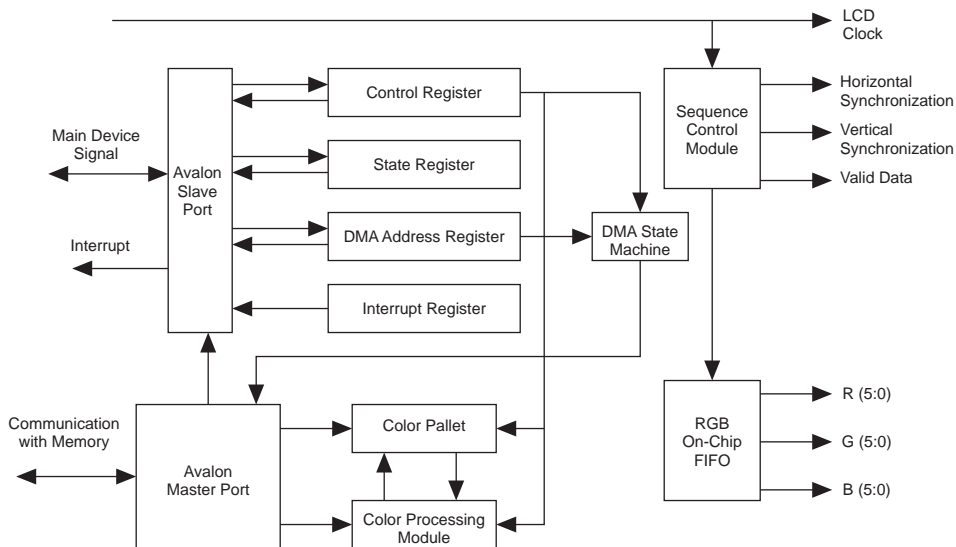 LCD
Clock
Horizontal
Synchronization
Vertical
Synchronization
Valid Data
Sequence
Control
Module
Control Register
State Register
DMA Address Register
Interrupt Register
DMA State
Machine
Main Device
Signal
Avalon
Slave
Port
Interrupt
Communication
with Memory
Avalon
Master Port
Color Pallet
Color Processing
Module
RGB
On-Chip
FIFO
R (5:0)
G (5:0)
B (5:0)